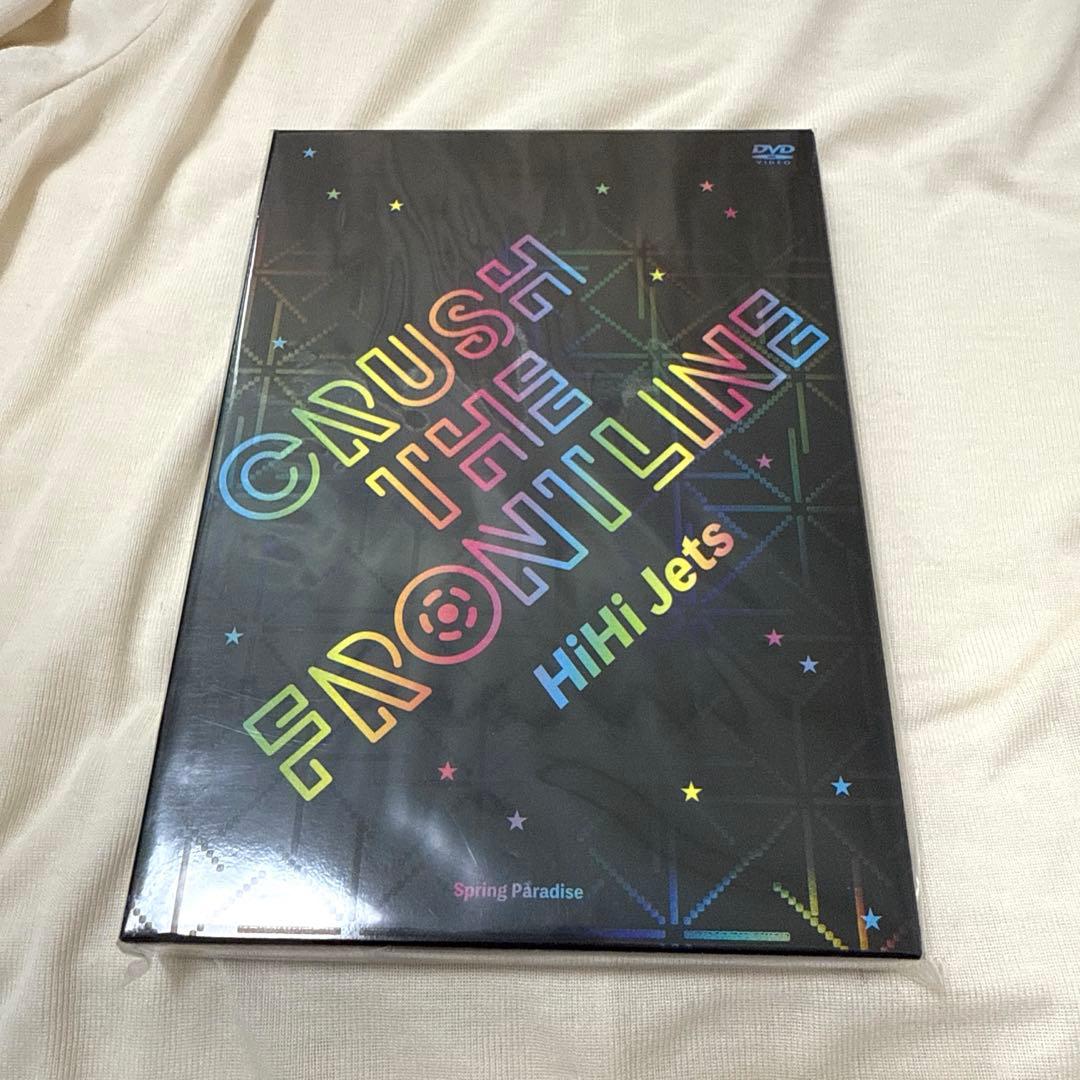 DVD
VIDEO
CRUSH
THE
FRONTLINE
HiHi Jets
Spring Paradise